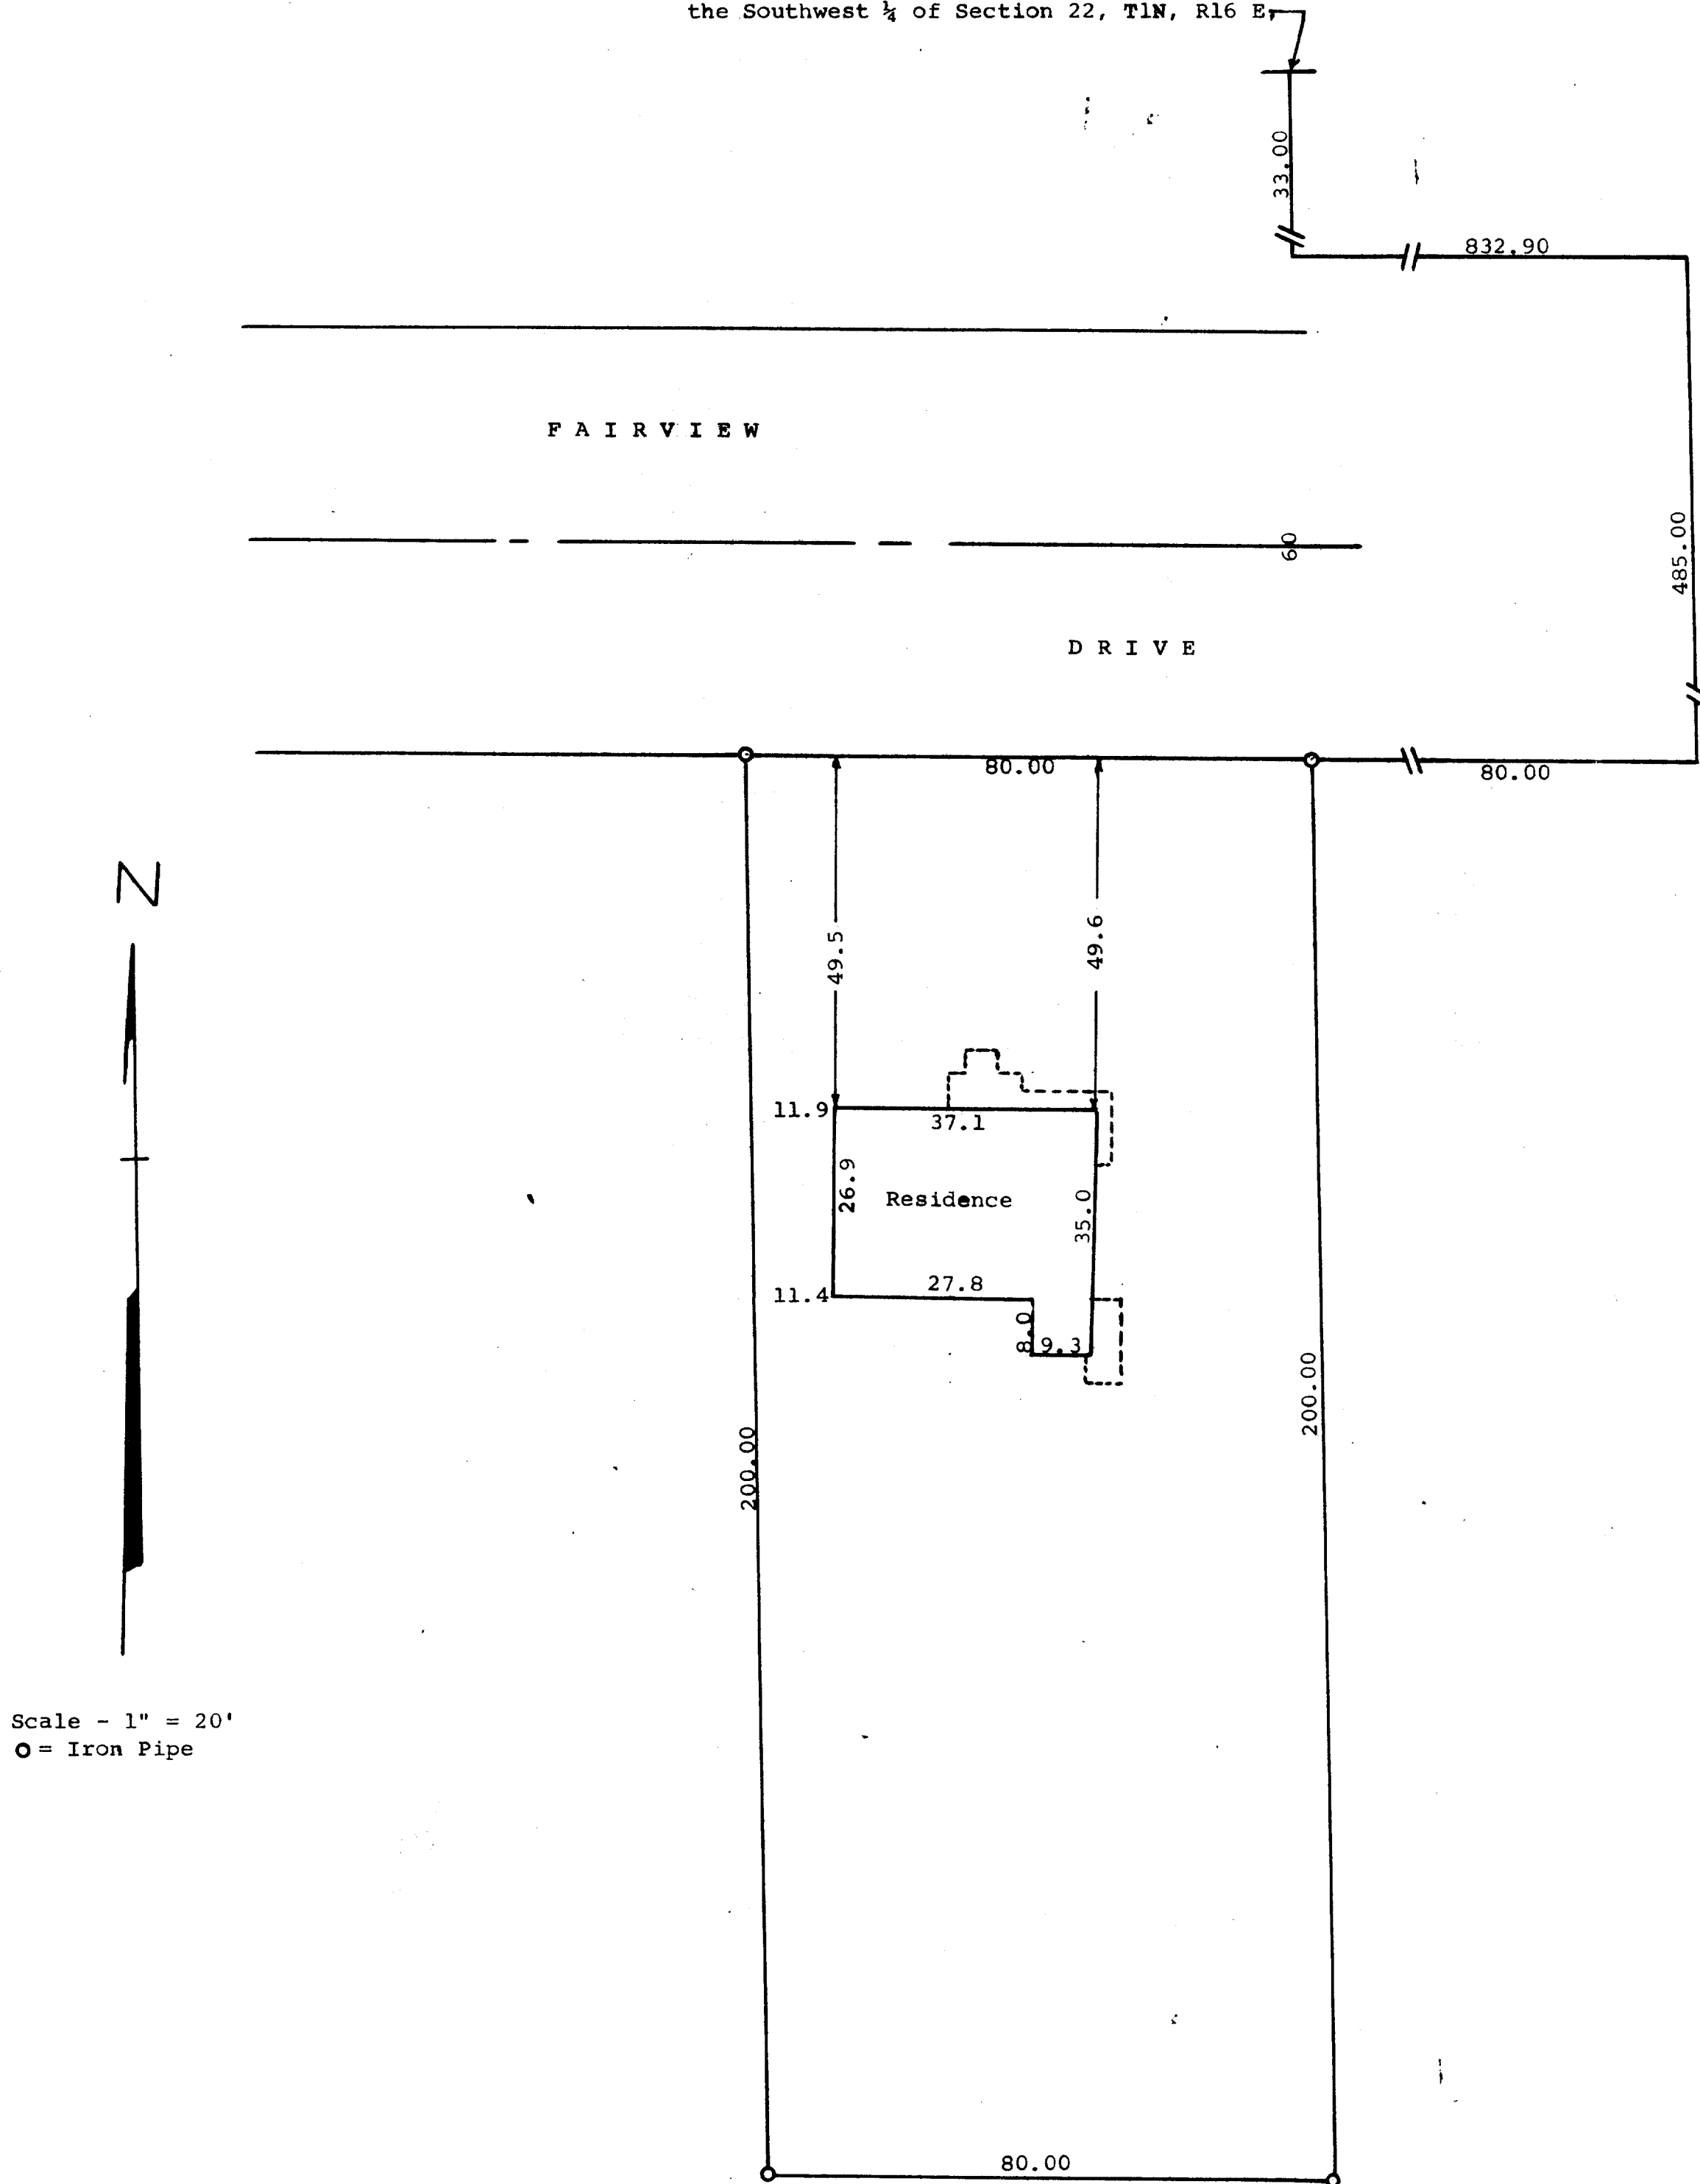 the Southwest ¼ of Section 22, T1N, R16 E,
33.00
832.90
FAIRVIEW
60
485.00
DRIVE
80.00
80.00
N
49.5
49.6
11.9
37.1
26.9
Residence
35.0
27.8
11.4
8.0
9.3
200.00
200.00
Scale - 1" = 20'
O = Iron Pipe
80.00